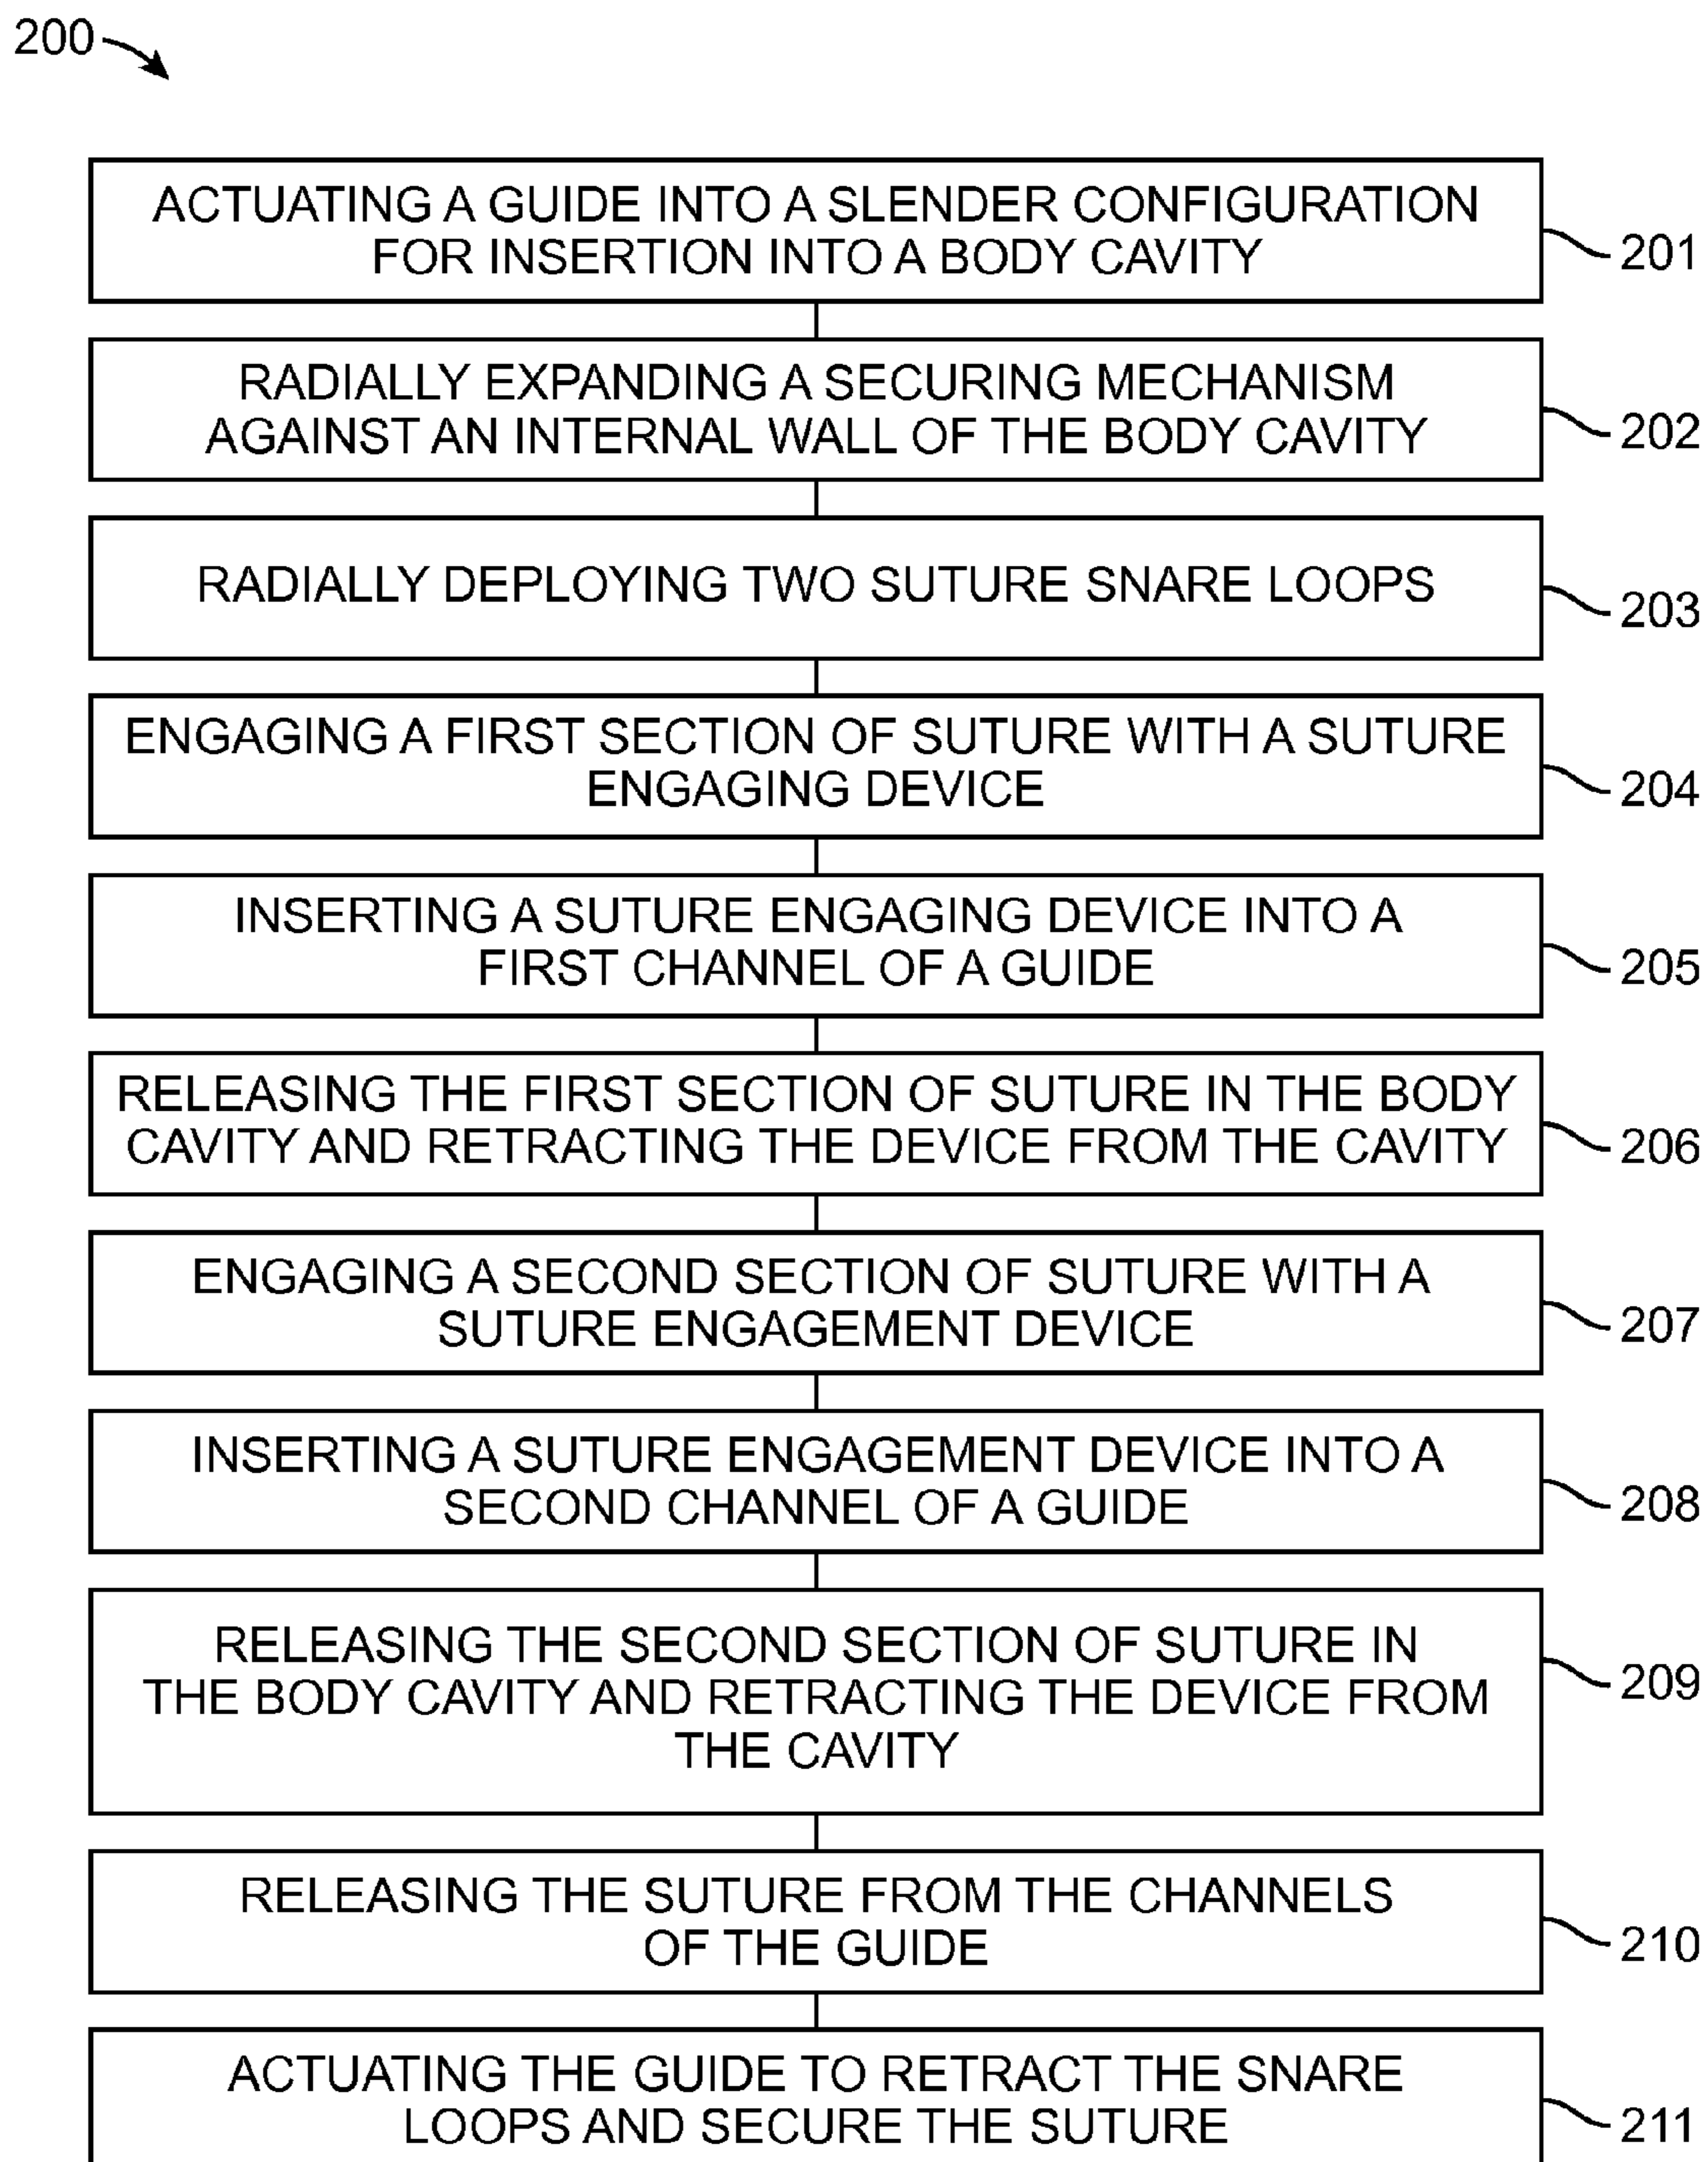 200
ACTUATING A GUIDE INTO A SLENDER CONFIGURATION
FOR INSERTION INTO A BODY CAVITY
201
RADIALLY EXPANDING A SECURING MECHANISM
AGAINST AN INTERNAL WALL OF THE BODY CAVITY
202
RADIALLY DEPLOYING TWO SUTURE SNARE LOOPS
203
ENGAGING A FIRST SECTION OF SUTURE WITH A SUTURE
ENGAGING DEVICE
204
INSERTING A SUTURE ENGAGING DEVICE INTO A
FIRST CHANNEL OF A GUIDE
205
RELEASING THE FIRST SECTION OF SUTURE IN THE BODY
CAVITY AND RETRACTING THE DEVICE FROM THE CAVITY
206
ENGAGING A SECOND SECTION OF SUTURE WITH A
SUTURE ENGAGEMENT DEVICE
207
INSERTING A SUTURE ENGAGEMENT DEVICE INTO A
SECOND CHANNEL OF A GUIDE
208
RELEASING THE SECOND SECTION OF SUTURE IN
THE BODY CAVITY AND RETRACTING THE DEVICE FROM
THE CAVITY
209
RELEASING THE SUTURE FROM THE CHANNELS
OF THE GUIDE
210
ACTUATING THE GUIDE TO RETRACT THE SNARE
LOOPS AND SECURE THE SUTURE
211